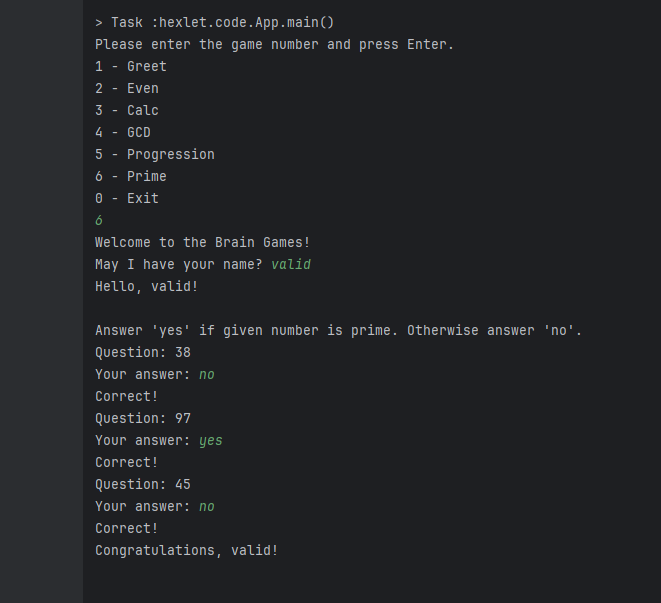 > Task :hexlet.code.App.main()
Please enter the game number and press Enter.
1 - Greet
2 - Even
3 - Calc
4 - GCD
5 - Progression
6 - Prime
0 - Exit
6
Welcome to the Brain Games!
May I have your name? valid
Hello, valid!
Answer 'yes' if given number is prime. Otherwise answer 'no'.
Question: 38
Your answer: no
Correct!
Question: 97
Your answer: yes
Correct!
Question: 45
Your answer: no
Correct!
Congratulations, valid!